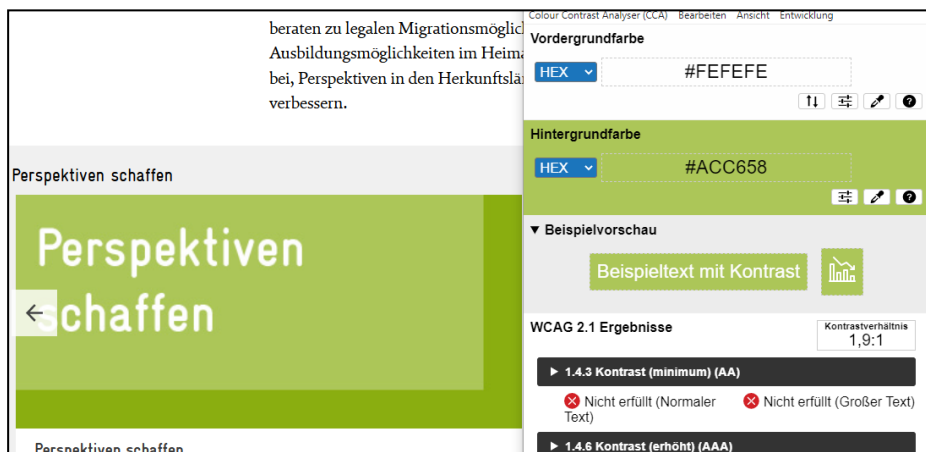 beraten zu legalen Migrationsmöglic
Ausbildungsmöglichkeiten im Heima
bei, Perspektiven in den Herkunftslä
verbessern.
Perspektiven schaffen
Perspektiven
schaffen
Perspektiven schaffen
Colour Contrast Analyser (CCA) Bearbeiten Ansicht Entwicklung
Vordergrundfarbe
HEX #FEFEFE
Hintergrundfarbe
HEX #ACC658
▼ Beispielvorschau
Beispieltext mit Kontrast
WCAG 2.1 Ergebnisse
Kontrastverhältnis
1,9:1
▶ 1.4.3 Kontrast (minimum) (AA)
Nicht erfüllt (Normaler Text)
Nicht erfüllt (Großer Text)
▶ 1.4.6 Kontrast (erhöht) (AAA)